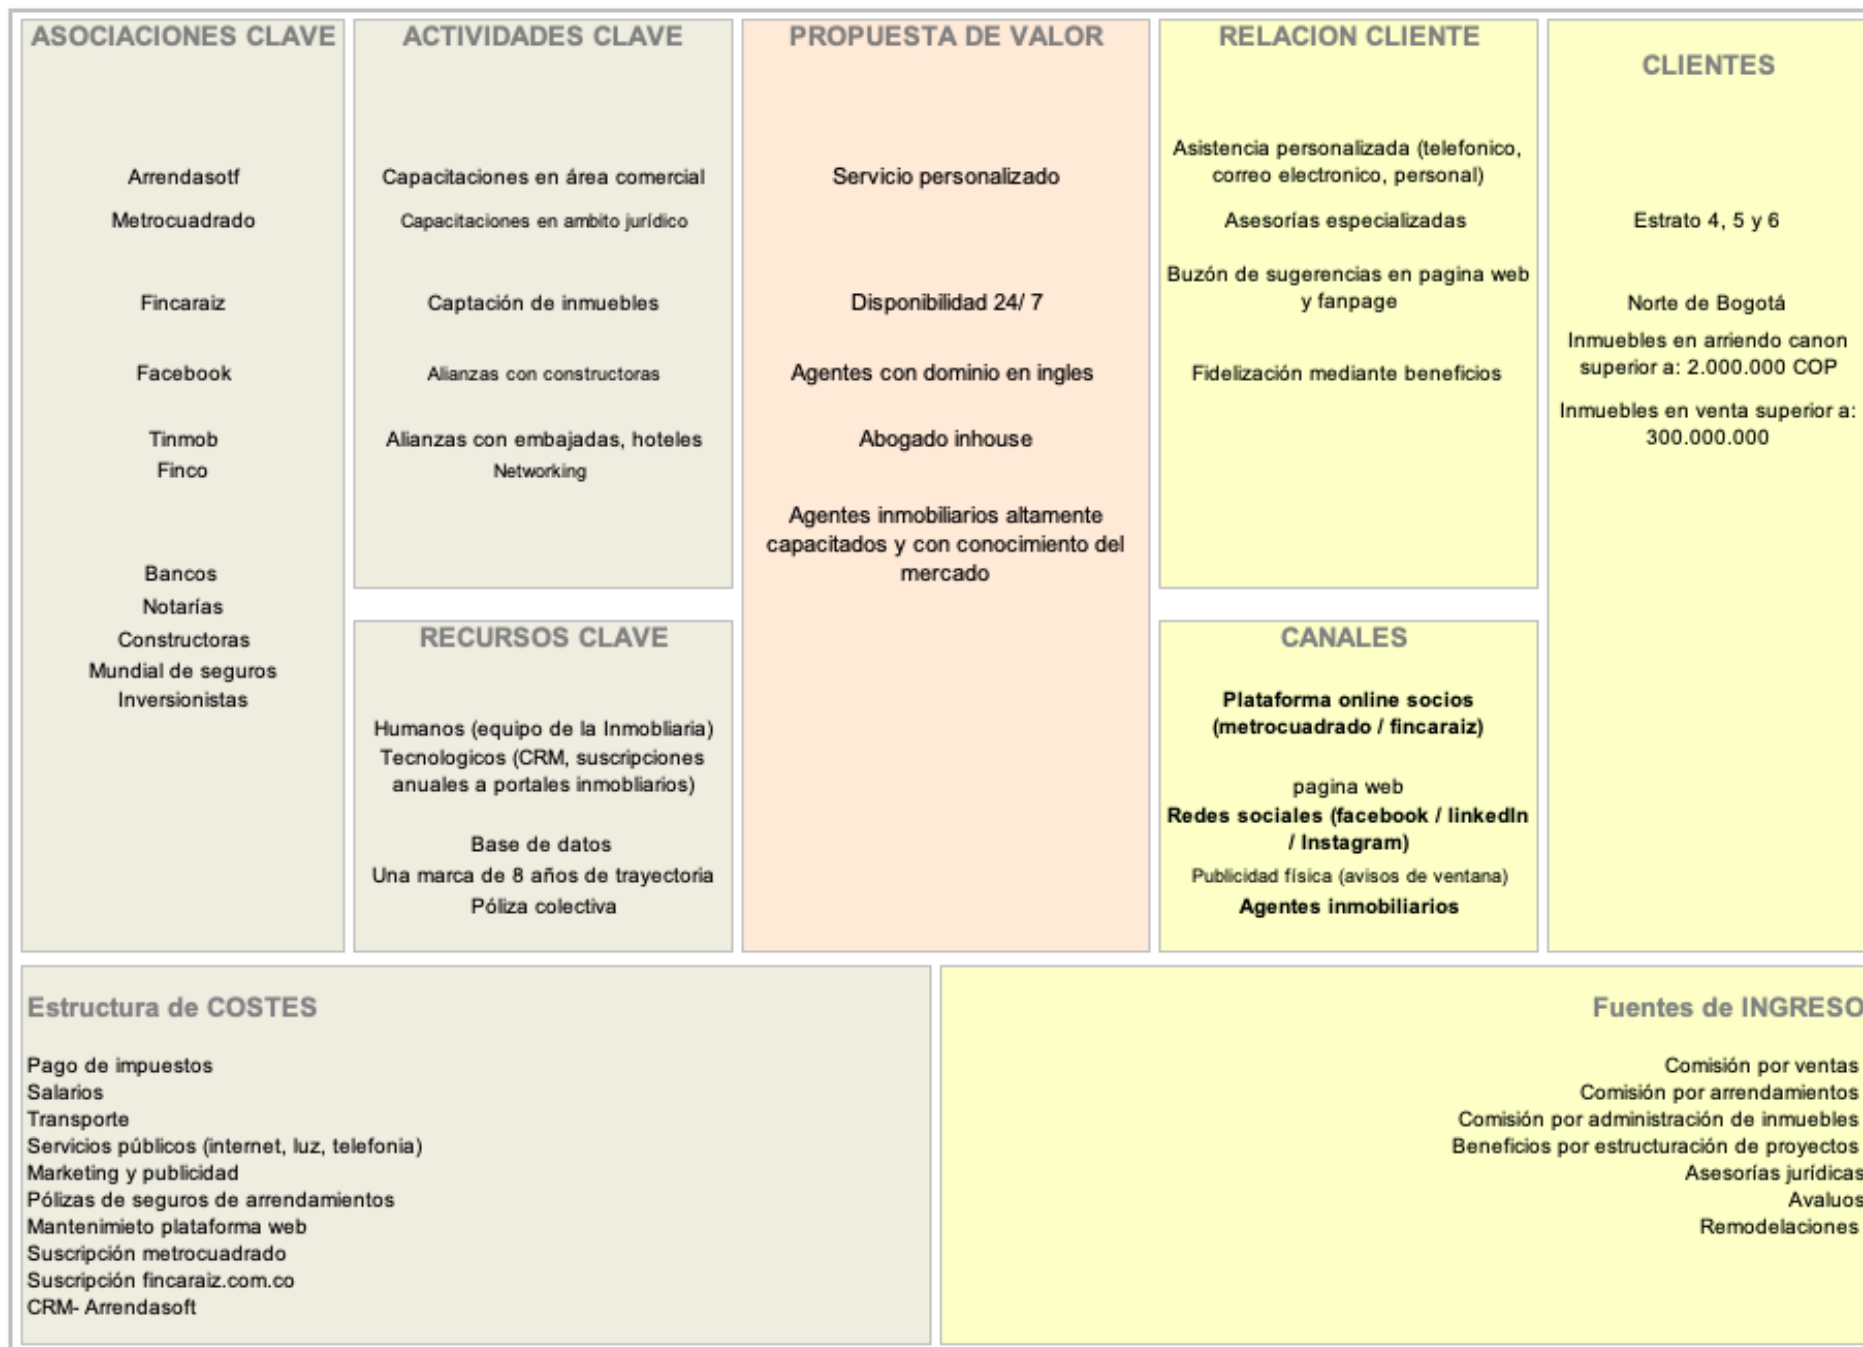 ASOCIACIONES CLAVE
Arrendasotf
Metrocuadrado
Fincaraiz
Facebook
Tinmob
Finco
Bancos
Notarías
Constructoras
Mundial de seguros
Inversionistas
ACTIVIDADES CLAVE
Capacitaciones en área comercial
Capacitaciones en ambito jurídico
Captación de inmuebles
Alianzas con constructoras
Alianzas con embajadas, hoteles
Networking
RECURSOS CLAVE
Humanos (equipo de la Inmobliaria)
Tecnologicos (CRM, suscripciones
anuales a portales inmobliarios)
Base de datos
Una marca de 8 años de trayectoria
Póliza colectiva
PROPUESTA DE VALOR
Servicio personalizado
Disponibilidad 24/ 7
Agentes con dominio en ingles
Abogado inhouse
Agentes inmobiliarios altamente
capacitados y con conocimiento del
mercado
RELACION CLIENTE
Asistencia personalizada (telefonico,
correo electronico, personal)
Asesorías especializadas
Buzón de sugerencias en pagina web
y fanpage
Fidelización mediante beneficios
CANALES
Plataforma online socios
(metrocuadrado / fincaraiz)
pagina web
Redes sociales (facebook / linkedIn
/ Instagram)
Publicidad física (avisos de ventana)
Agentes inmobiliarios
CLIENTES
Estrato 4, 5 y 6
Norte de Bogotá
Inmuebles en arriendo canon
superior a: 2.000.000 COP
Inmuebles en venta superior a:
300.000.000
Estructura de COSTES
Pago de impuestos
Salarios
Transporte
Servicios públicos (internet, luz, telefonia)
Marketing y publicidad
Pólizas de seguros de arrendamientos
Mantenimieto plataforma web
Suscripción metrocuadrado
Suscripción fincaraiz.com.co
CRM- Arrendasoft
Fuentes de INGRESO
Comisión por ventas
Comisión por arrendamientos
Comisión por administración de inmuebles
Beneficios por estructuración de proyectos
Asesorías jurídicas
Avaluos
Remodelaciones